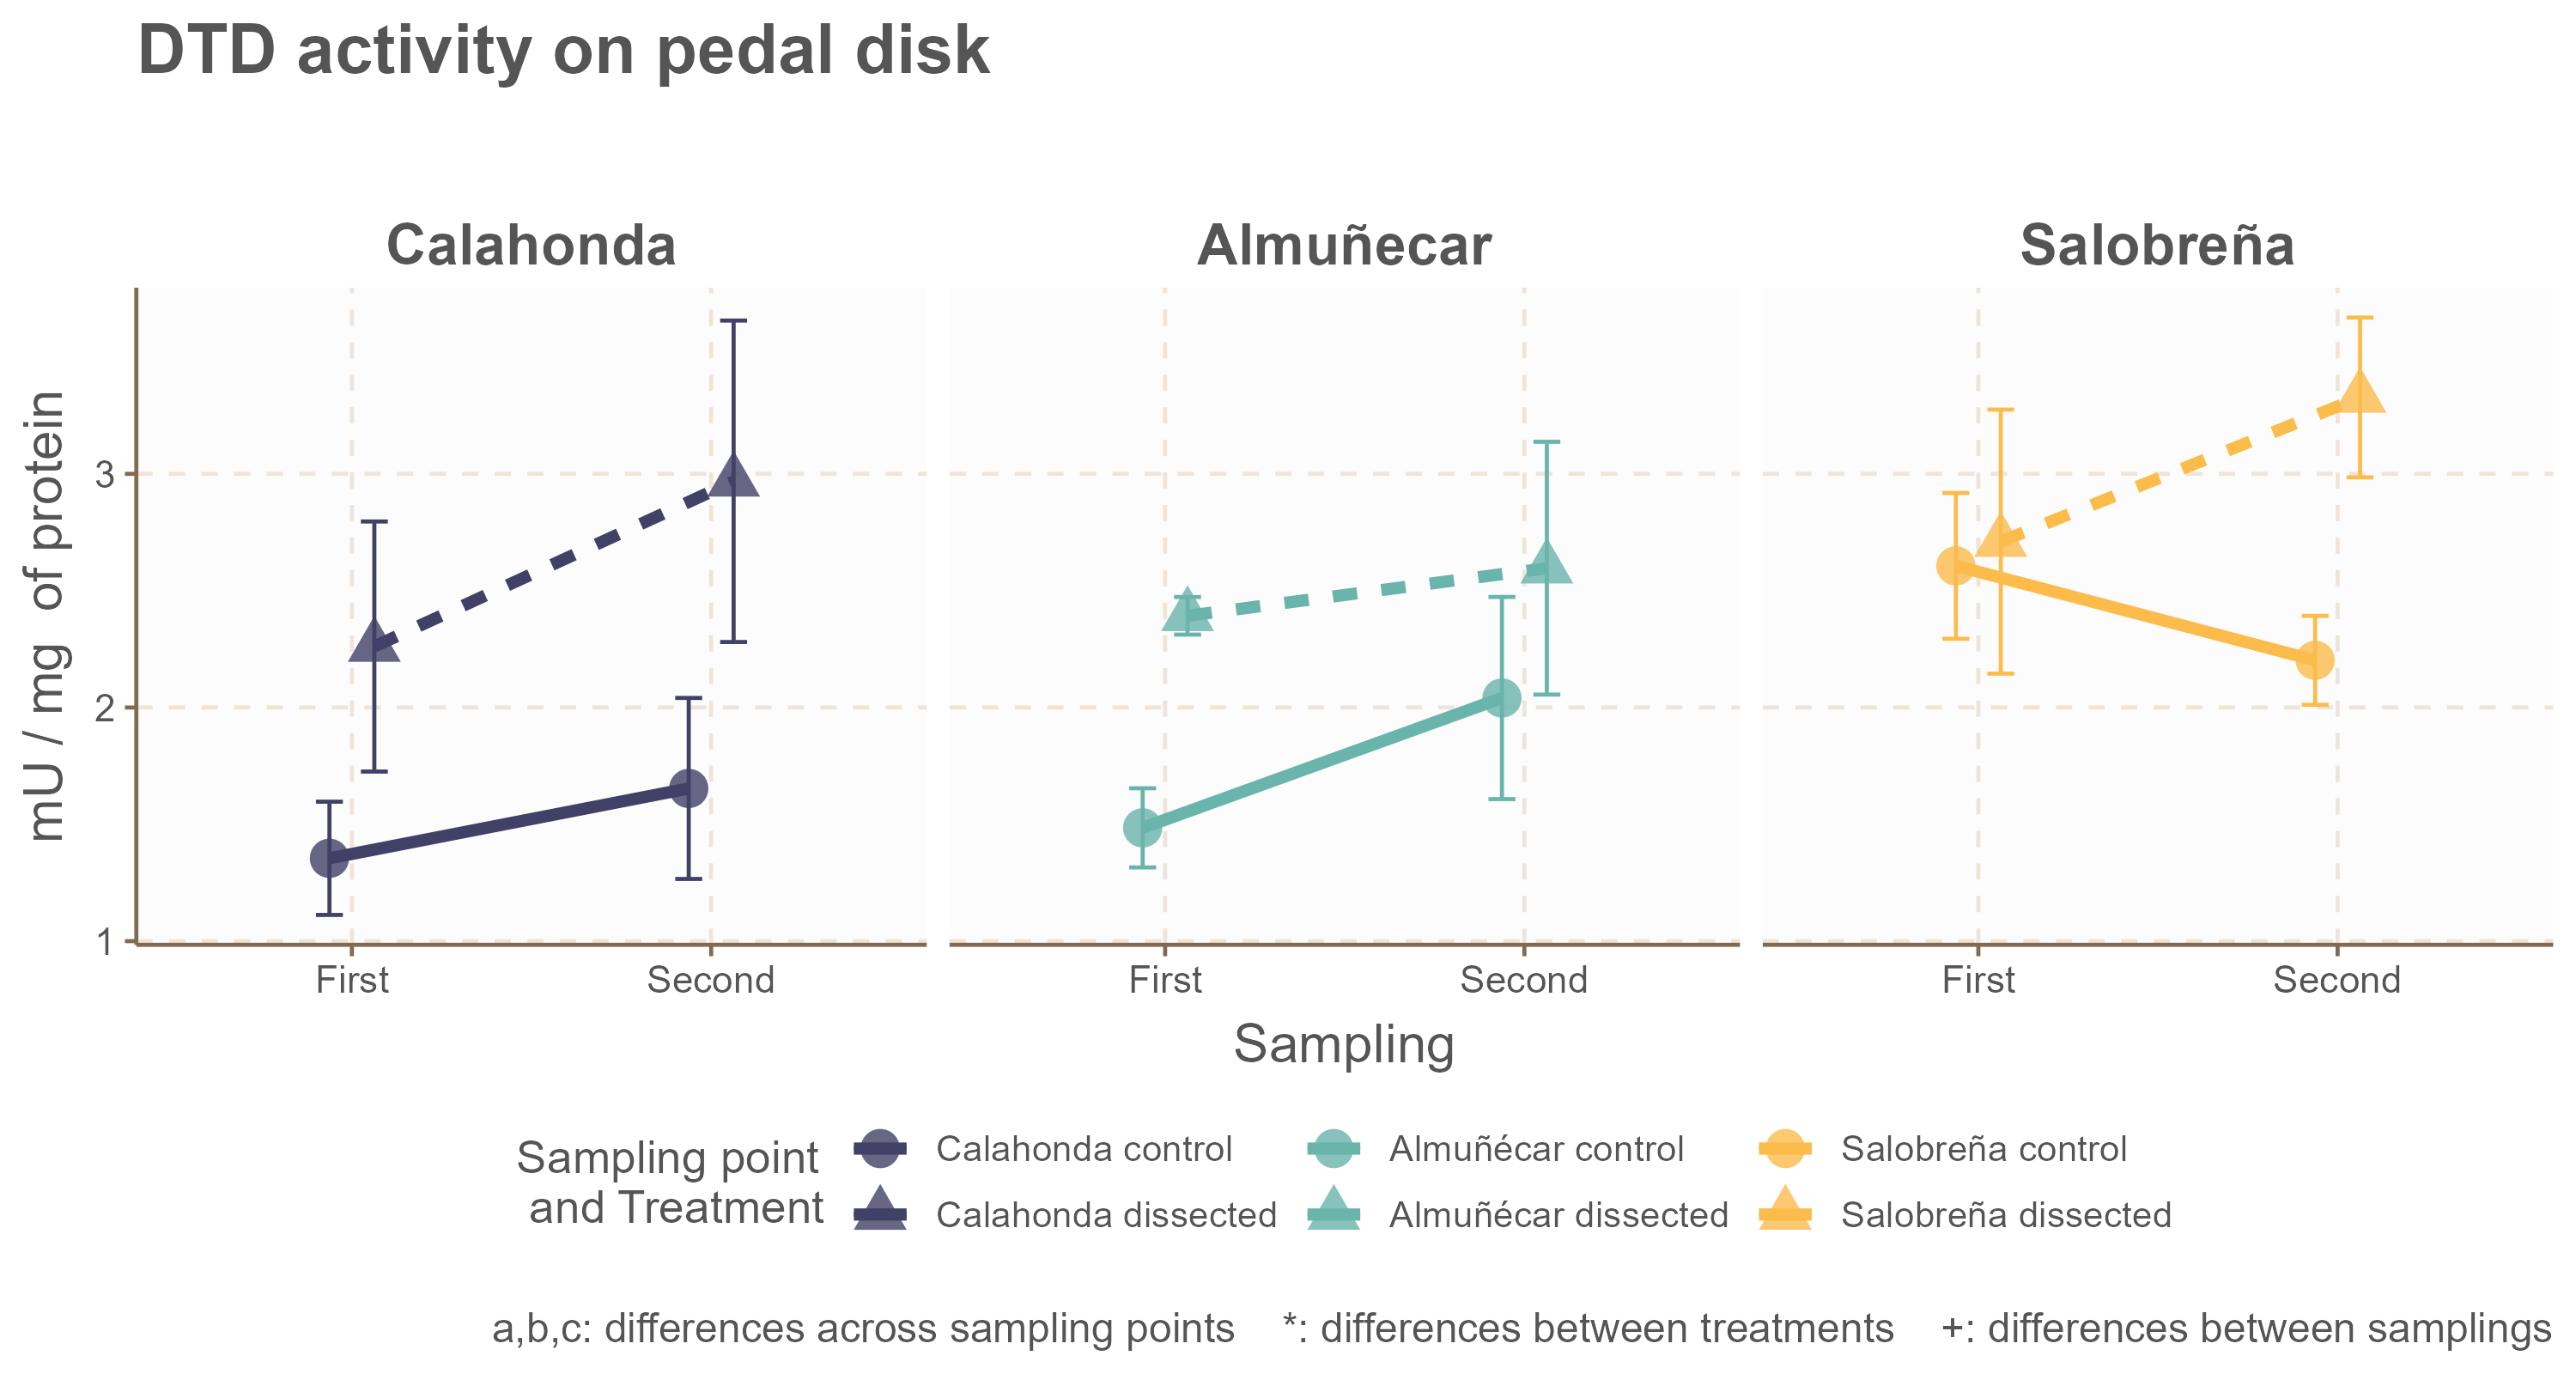 DTD activity on pedal disk
Calahonda
Almuñecar
Salobreña
mU / mg  of protein
3
2
1
First
Second
First
Second
First
Second
Sampling
Sampling point
and Treatment
Calahonda control
Almuñécar control
Salobreña control
Calahonda dissected
Almuñécar dissected
Salobreña dissected
a,b,c: differences across sampling points    *: differences between treatments    +: differences between samplings